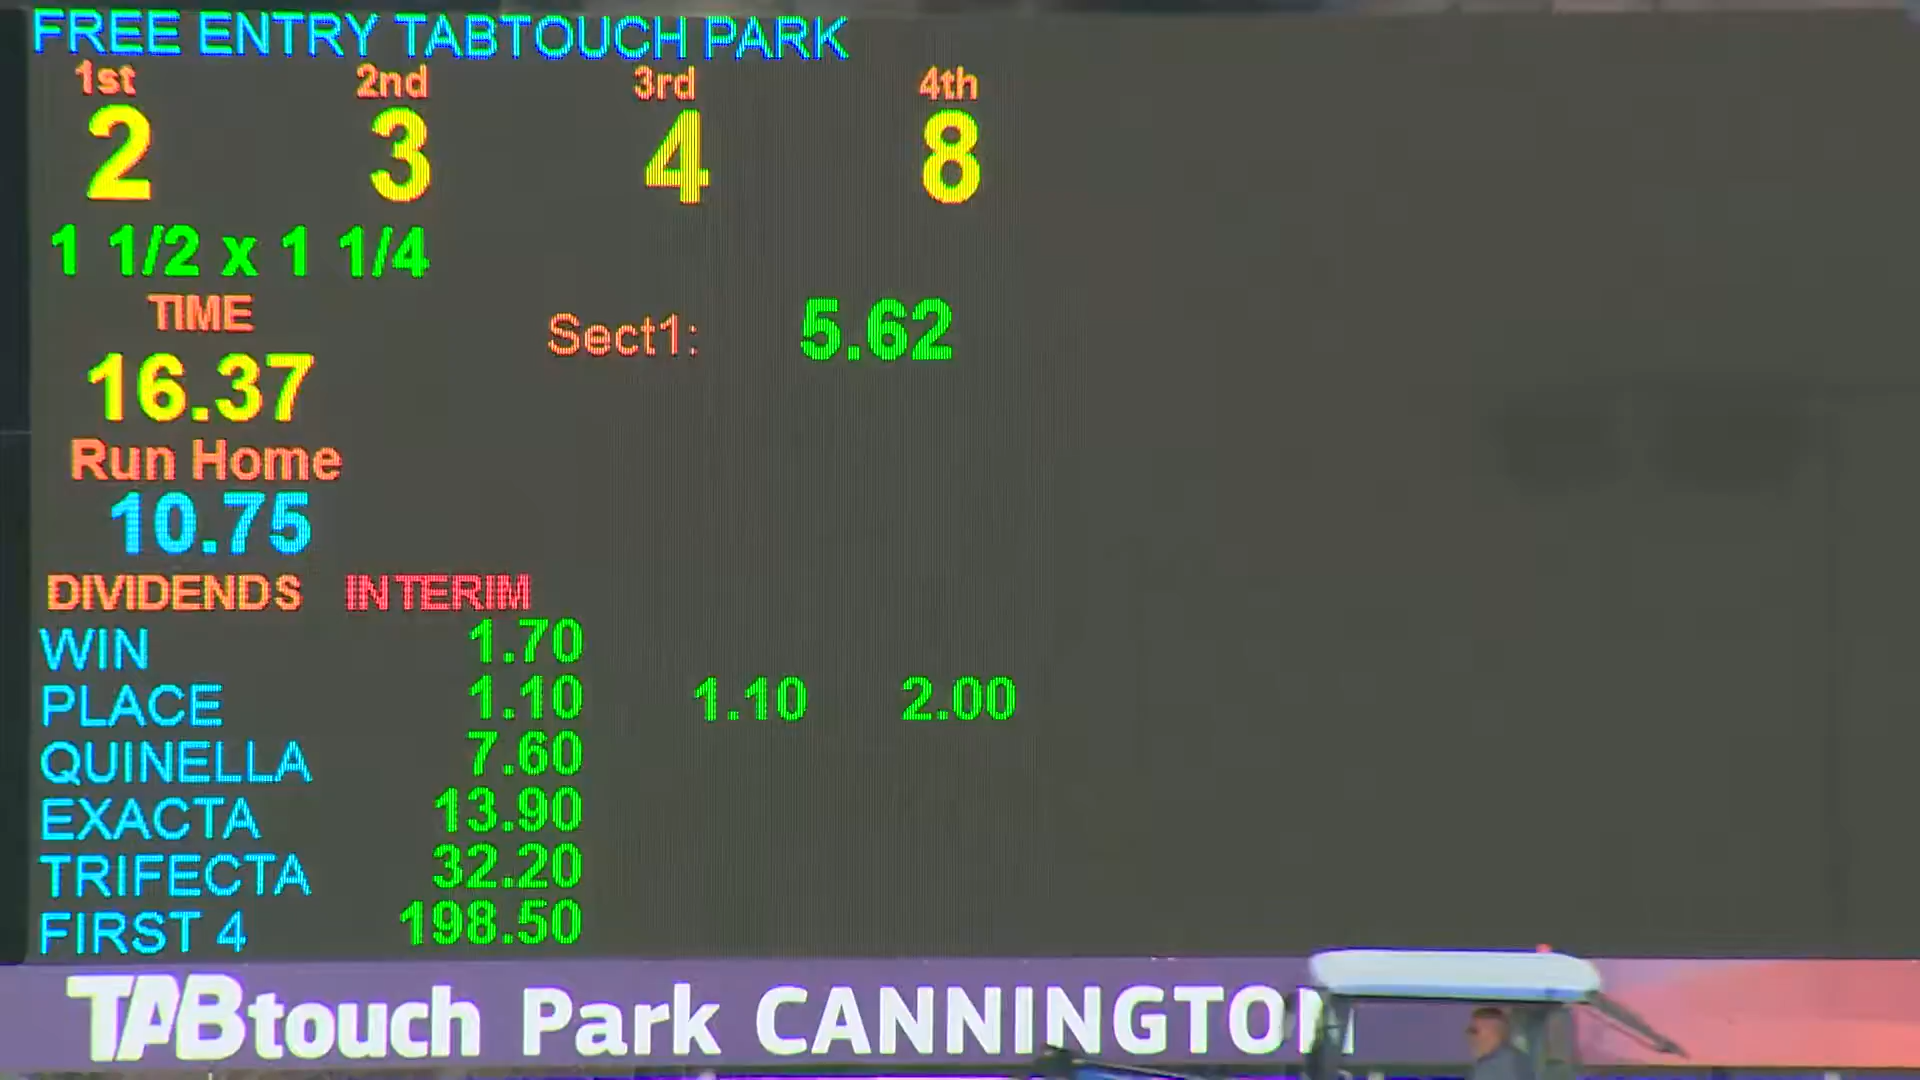 FREE ENTRY TABTOUCH PARK
1st 2nd 3rd 4th
2 3 4 8
1 1/2 x 1 1/4
TIME
Sect1: 5.62
16.37
Run Home
10.75
DIVIDENDS INTERIM
WIN 1.70
PLACE 1.10 1.10 2.00
QUINELLA 7.60
EXACTA 13.90
TRIFECTA 32.20
FIRST 4 198.50
TABtouch Park CANNINGTON